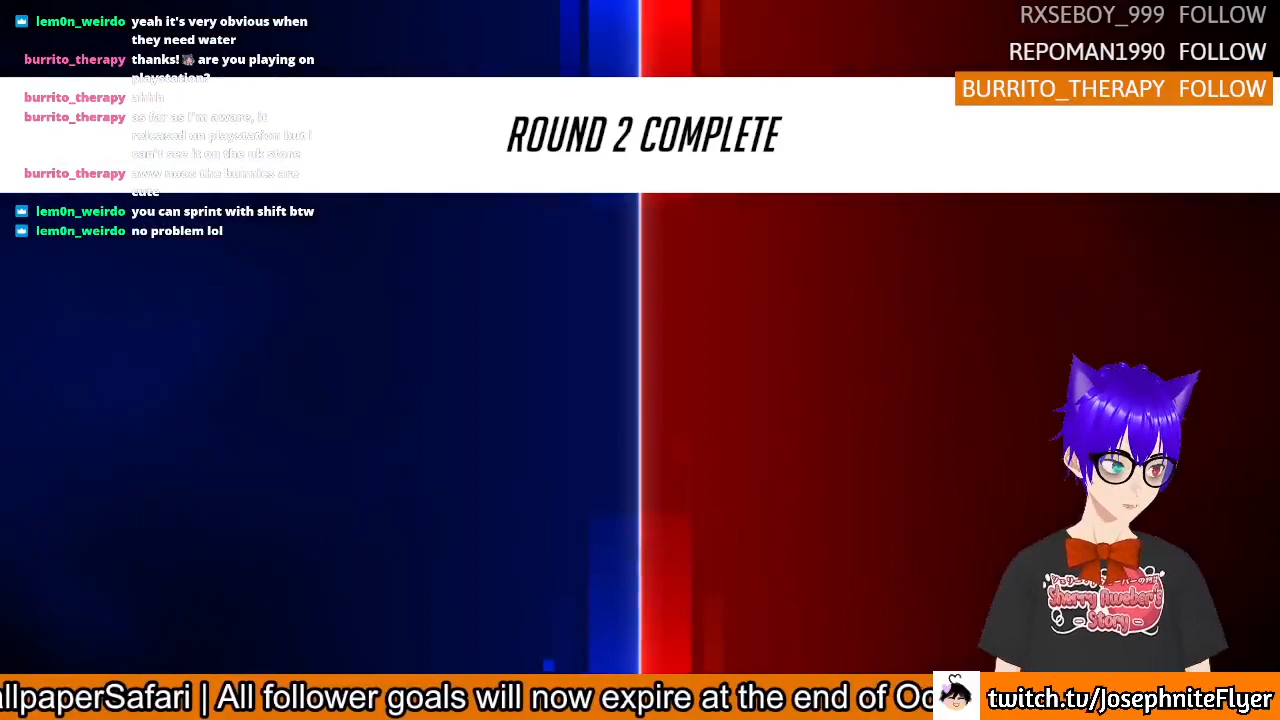 lem0n_weirdo yeah it's very obvious when
they need water
burrito_therapy thanks! are you playing on
playstation?
burrito_therapy ahhh
burrito_therapy as far as i'm aware, it
released on playstation but i
can't see it on the uk store
burrito_therapy aww nooo the bunnies are
cute
lem0n_weirdo you can sprint with shift btw
lem0n_weirdo no problem lol
RXSEBOY_999 FOLLOW
REPOMAN1990 FOLLOW
BURRITO_THERAPY FOLLOW
ROUND 2 COMPLETE
Sherry Aweber's
Story
llpaperSafari | All follower goals will now expire at the end of Oc
twitch.tv/JosephniteFlyer